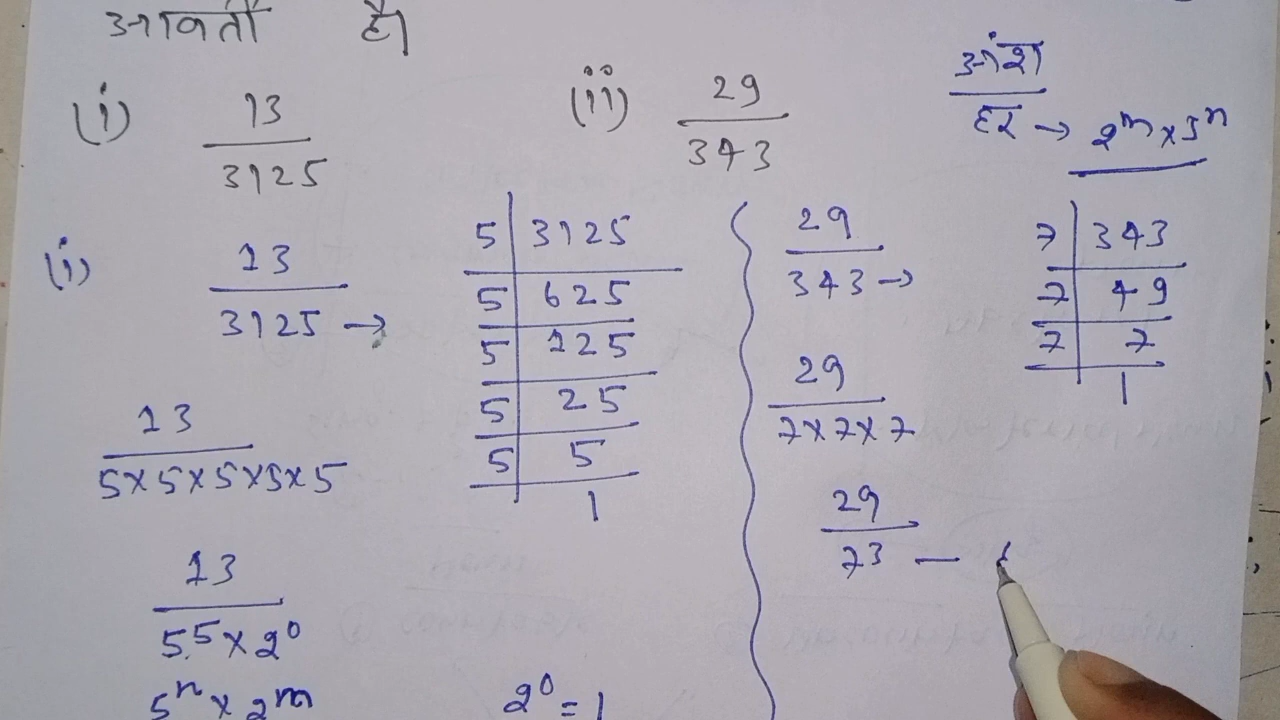 आवर्ती है।
(i) 13/3125 (ii) 29/343
अंश/हर → 2^m × 5^n
(i) 13/3125 →
13/5×5×5×5×5
13/5^5 × 2^0
5^n × 2^m
5 | 3125
5 | 625
5 | 125
5 | 25
5 | 5
1
2^0 = 1
29/343 →
29/7×7×7
29/7^3 —
7 | 343
7 | 49
7 | 7
1